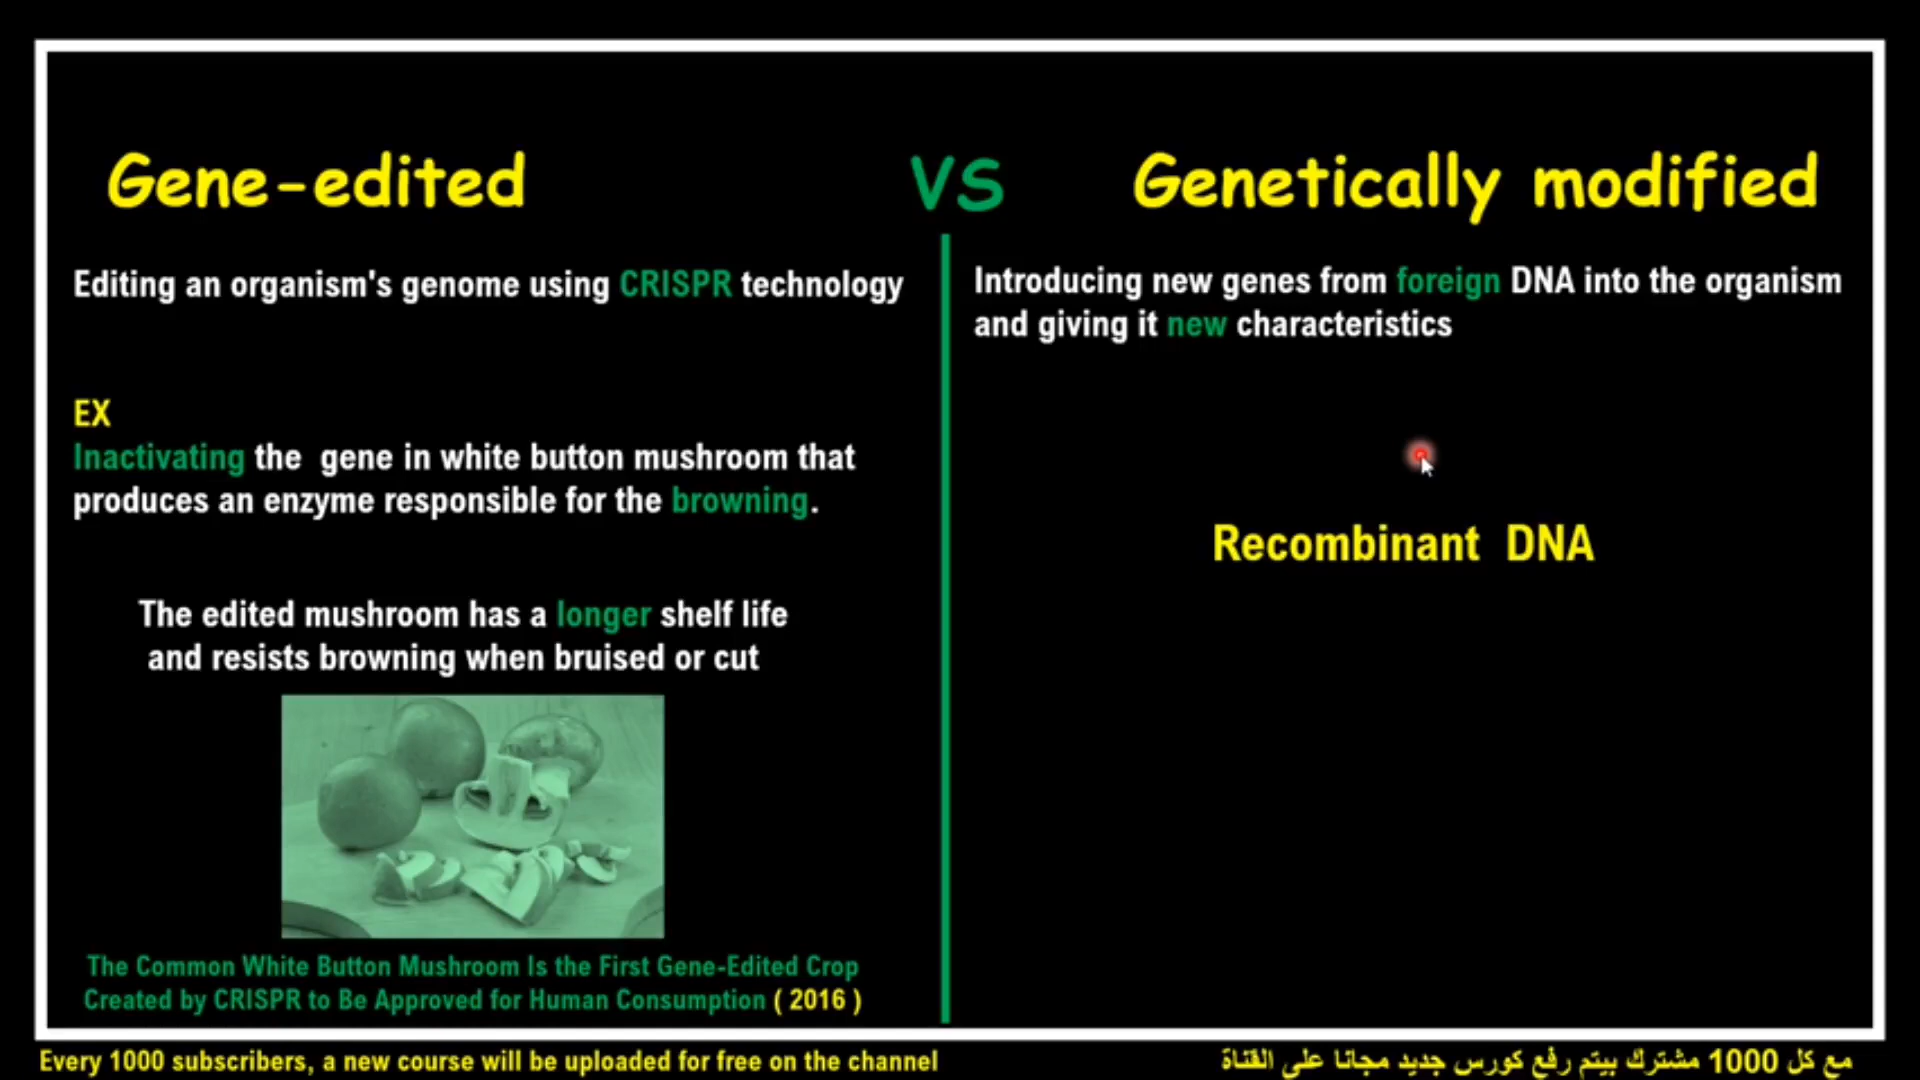 Gene-edited VS Genetically modified
Editing an organism's genome using CRISPR technology
EX
Inactivating the gene in white button mushroom that
produces an enzyme responsible for the browning.
The edited mushroom has a longer shelf life
and resists browning when bruised or cut
The Common White Button Mushroom Is the First Gene-Edited Crop
Created by CRISPR to Be Approved for Human Consumption ( 2016 )
Introducing new genes from foreign DNA into the organism
and giving it new characteristics
Recombinant DNA
Every 1000 subscribers, a new course will be uploaded for free on the channel
مع كل 1000 مشترك بيتم رفع كورس جديد مجانا على القناة